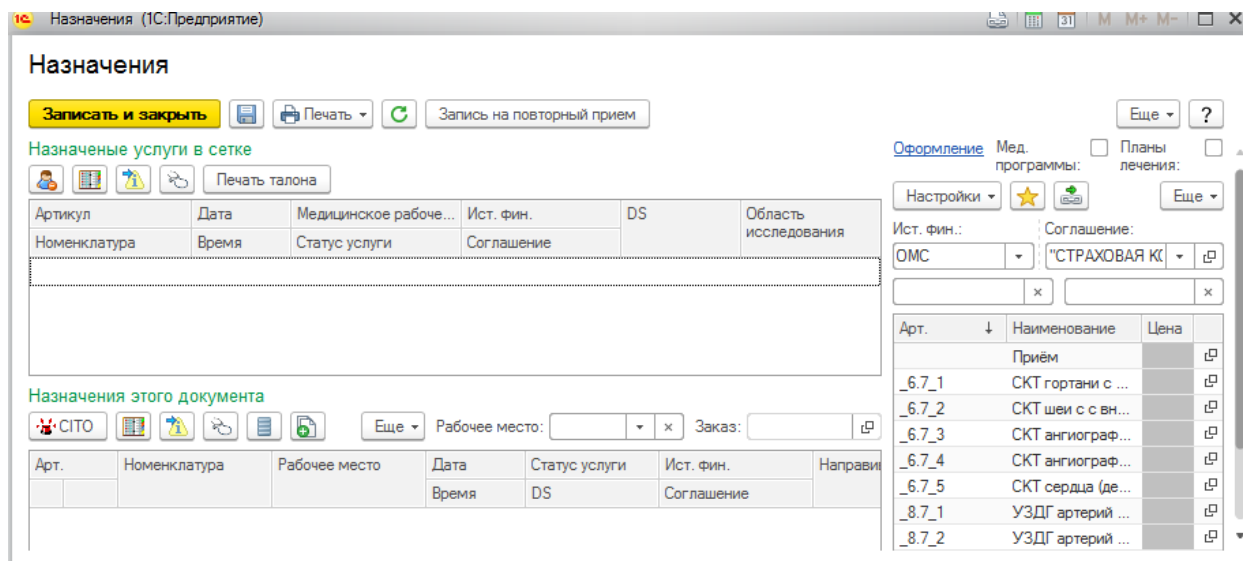 1С Назначения (1С:Предприятие) 31 M M+ M-
Назначения
Записать и закрыть Печать Запись на повторный прием Еще ?
Назначеные услуги в сетке
Печать талона
Артикул Дата Медицинское рабоче... Ист. фин. DS Область исследования
Номенклатура Время Статус услуги Соглашение
Назначения этого документа
CITO Еще Рабочее место: Заказ:
Арт. Номенклатура Рабочее место Дата Статус услуги Ист. фин. Направи
Время DS Соглашение
Оформление Мед. программы: Планы лечения:
Настройки Еще
Ист. фин.: Соглашение:
ОМС "СТРАХОВАЯ К
Арт. ↓ Наименование Цена
Приём
_6.7_1 СКТ гортани с ...
_6.7_2 СКТ шеи с с вн...
_6.7_3 СКТ ангиограф...
_6.7_4 СКТ ангиограф...
_6.7_5 СКТ сердца (де...
_8.7_1 УЗДГ артерий ...
_8.7_2 УЗДГ артерий ...